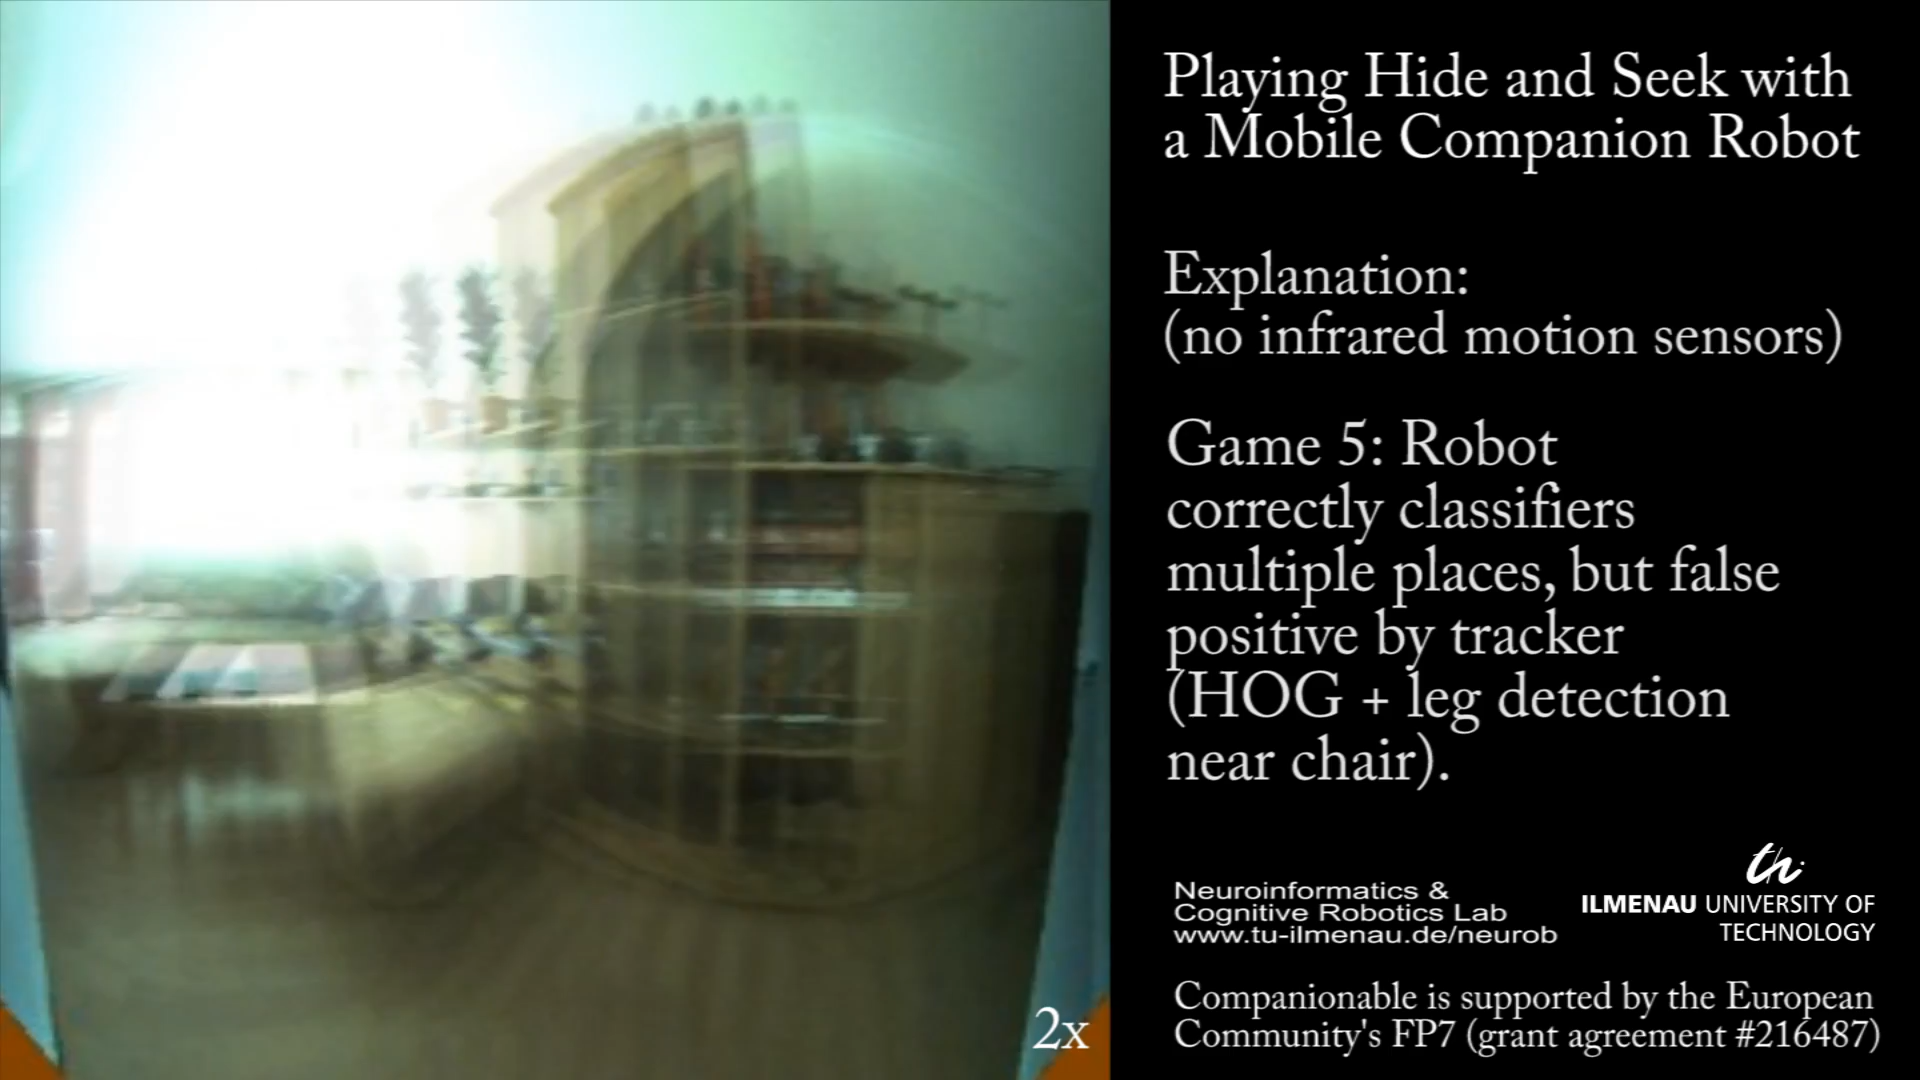 Playing Hide and Seek with
a Mobile Companion Robot
Explanation:
(no infrared motion sensors)
Game 5: Robot
correctly classifiers
multiple places, but false
positive by tracker
(HOG + leg detection
near chair).
Neuroinformatics &
Cognitive Robotics Lab
www.tu-ilmenau.de/neurob
th
ILMENAU UNIVERSITY OF
TECHNOLOGY
Companionable is supported by the European
Community's FP7 (grant agreement #216487)
2x